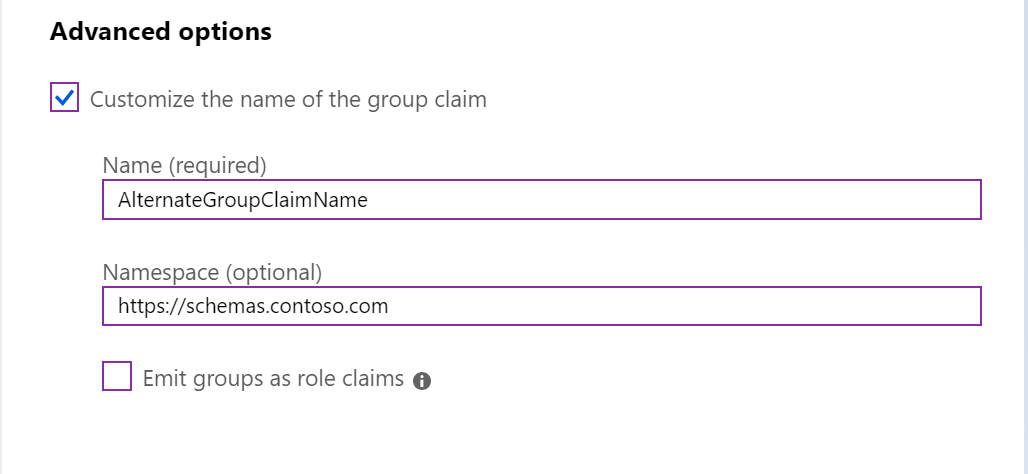 Advanced options
Customize the name of the group claim
Name (required)
AlternateGroupClaimName
Namespace (optional)
https://schemas.contoso.com
Emit groups as role claims